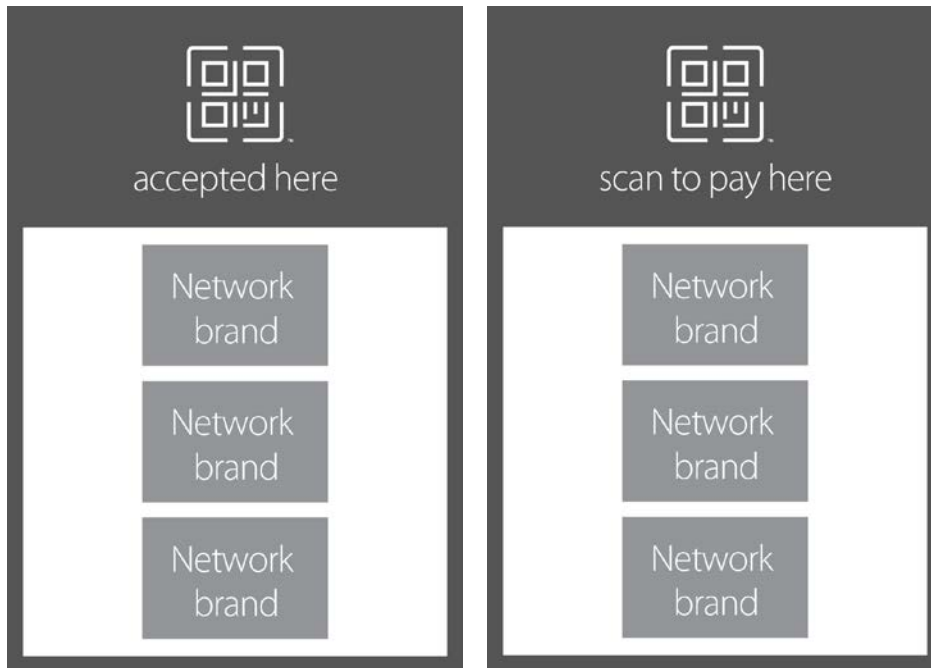 accepted here
Network
brand
Network
brand
Network
brand
scan to pay here
Network
brand
Network
brand
Network
brand